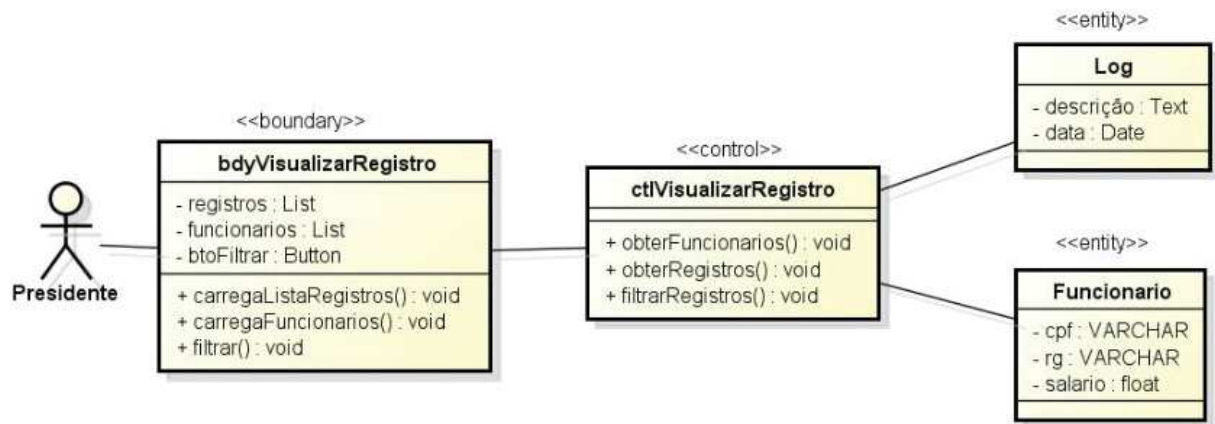 <<entity>>
Log
- descrição : Text
- data : Date
<<boundary>>
bdyVisualizarRegistro
- registros : List
- funcionarios : List
- btoFiltrar : Button
+ carregaListaRegistros() : void
+ carregaFuncionarios() : void
+ filtrar() : void
Presidente
<<control>>
ctlVisualizarRegistro
+ obterFuncionarios() : void
+ obterRegistros() : void
+ filtrarRegistros() : void
<<entity>>
Funcionario
- cpf : VARCHAR
- rg : VARCHAR
- salario : float